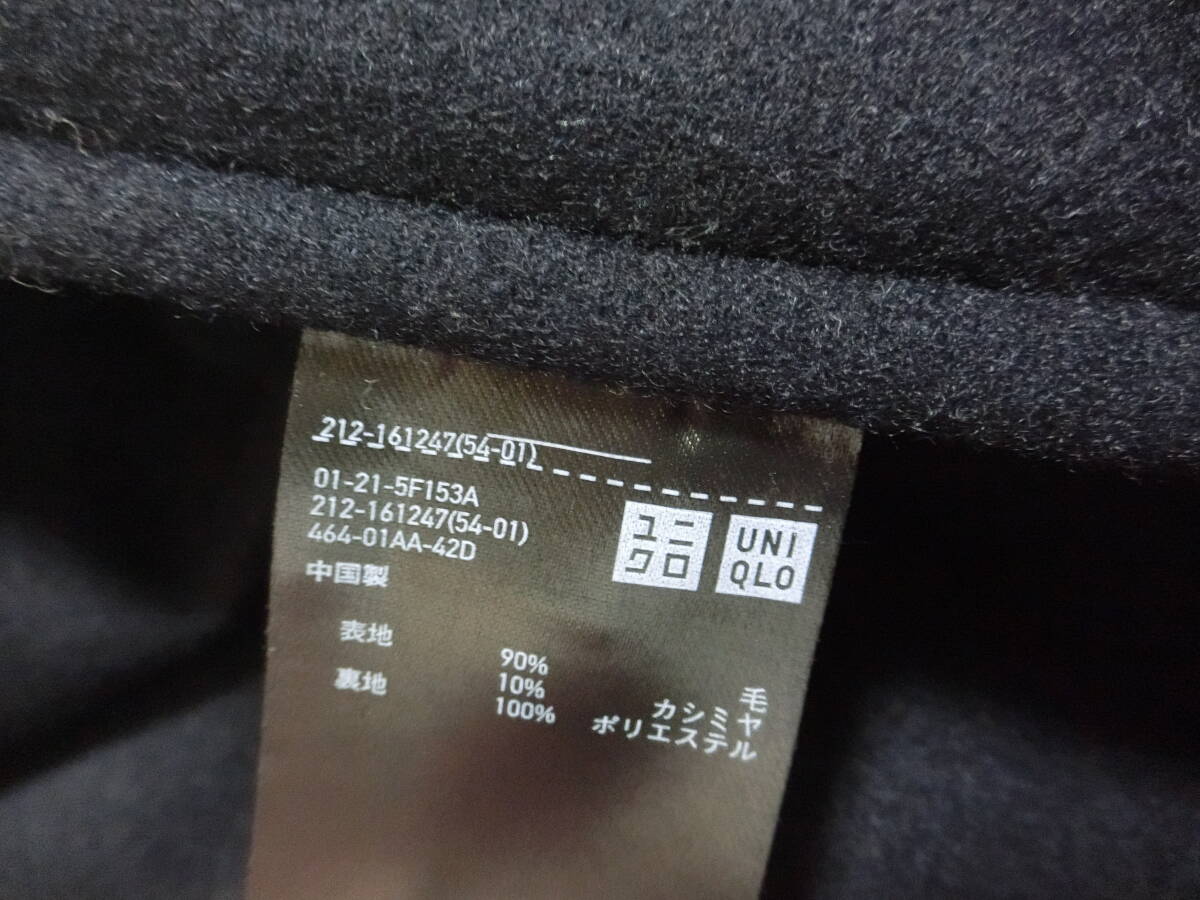 212-161247(54-01)
01-21-5F153A
212-161247(54-01)
464-01AA-42D
中国製
ユニ
クロ
UNI
QLO
表地 90% 毛
10% カシミヤ
裏地 100% ポリエステル